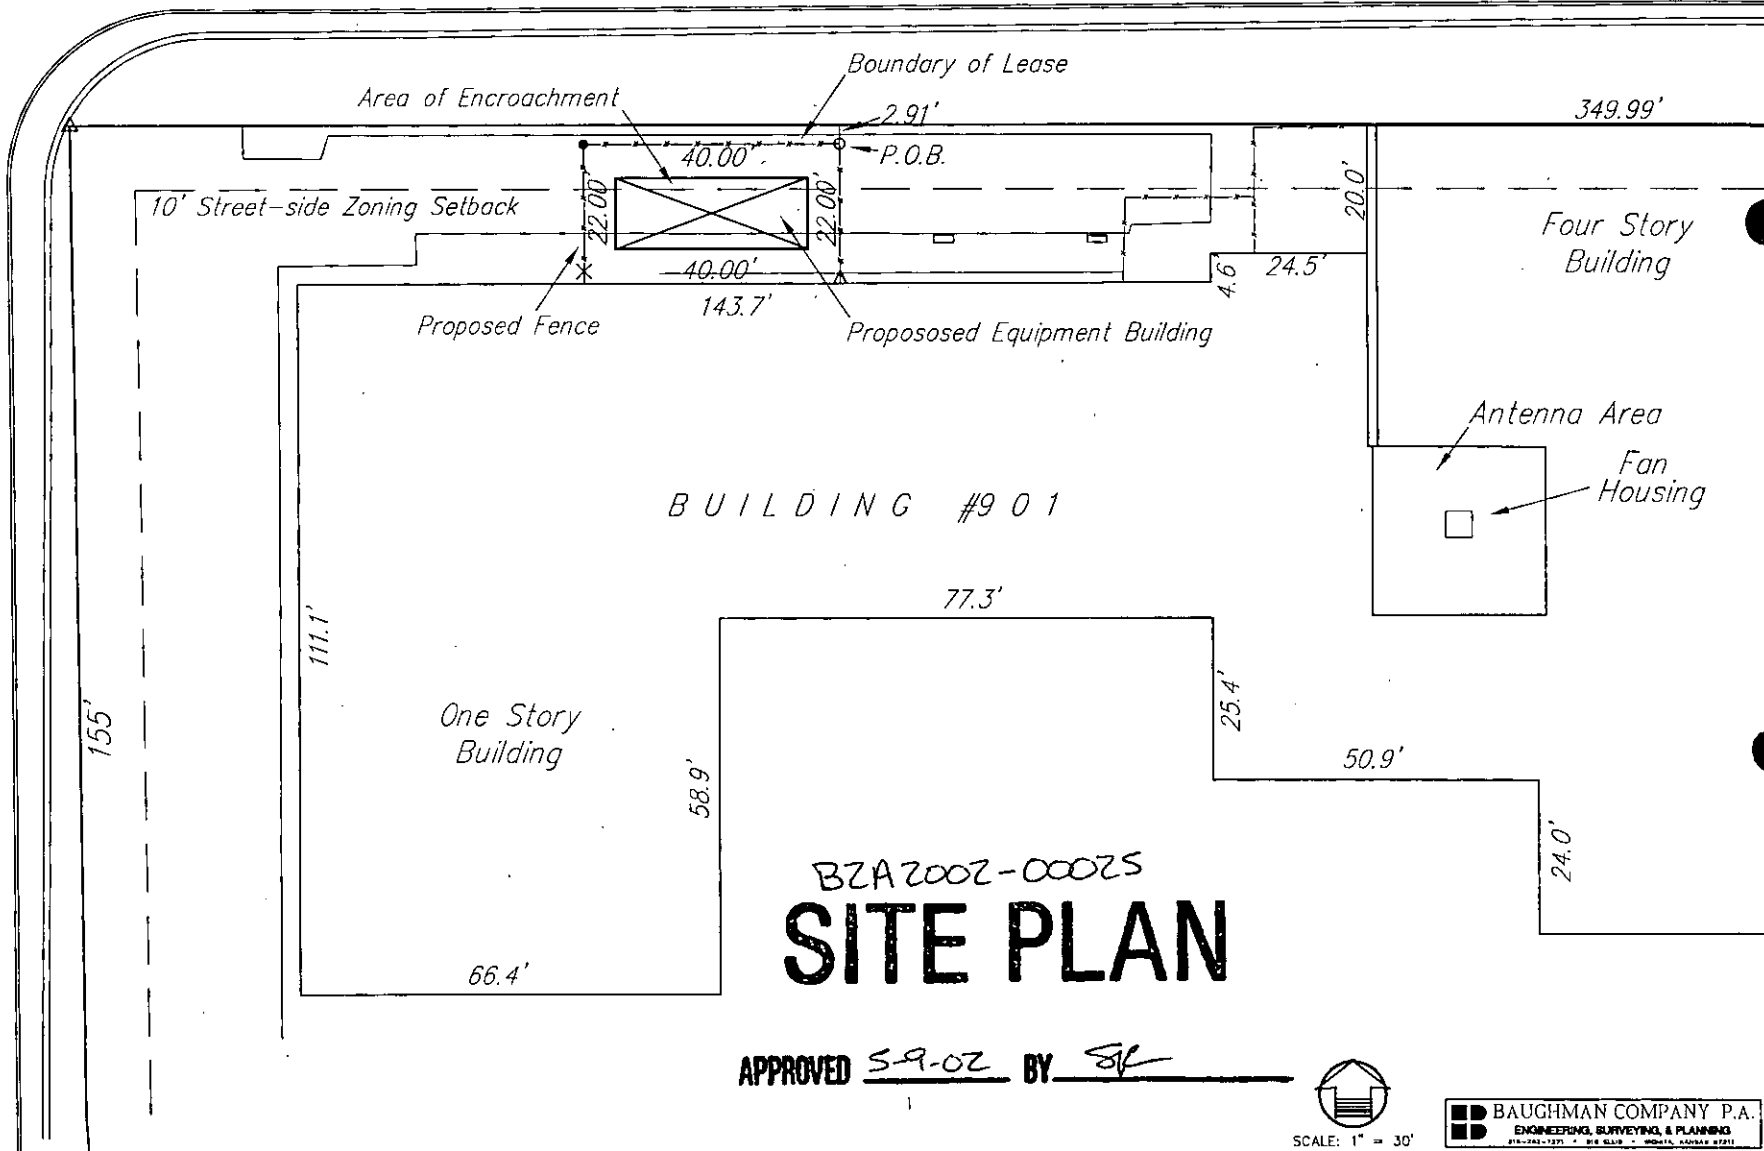 Boundary of Lease
Area of Encroachment
2.91'
349.99'
40.00'
P.O.B.
10' Street-side Zoning Setback
22.00'
22.00'
20.0'
Four Story
Building
40.00'
4.6'
24.5'
143.7'
Proposed Fence
Propososed Equipment Building
Antenna Area
Fan
Housing
BUILDING #901
77.3'
111.1'
155'
One Story
Building
25.4'
50.9'
58.9'
24.0'
BZA2002-00025
SITE PLAN
66.4'
APPROVED 5-9-02 BY
SCALE: 1" = 30'
BAUGHMAN COMPANY P.A.
ENGINEERING, SURVEYING, & PLANNING